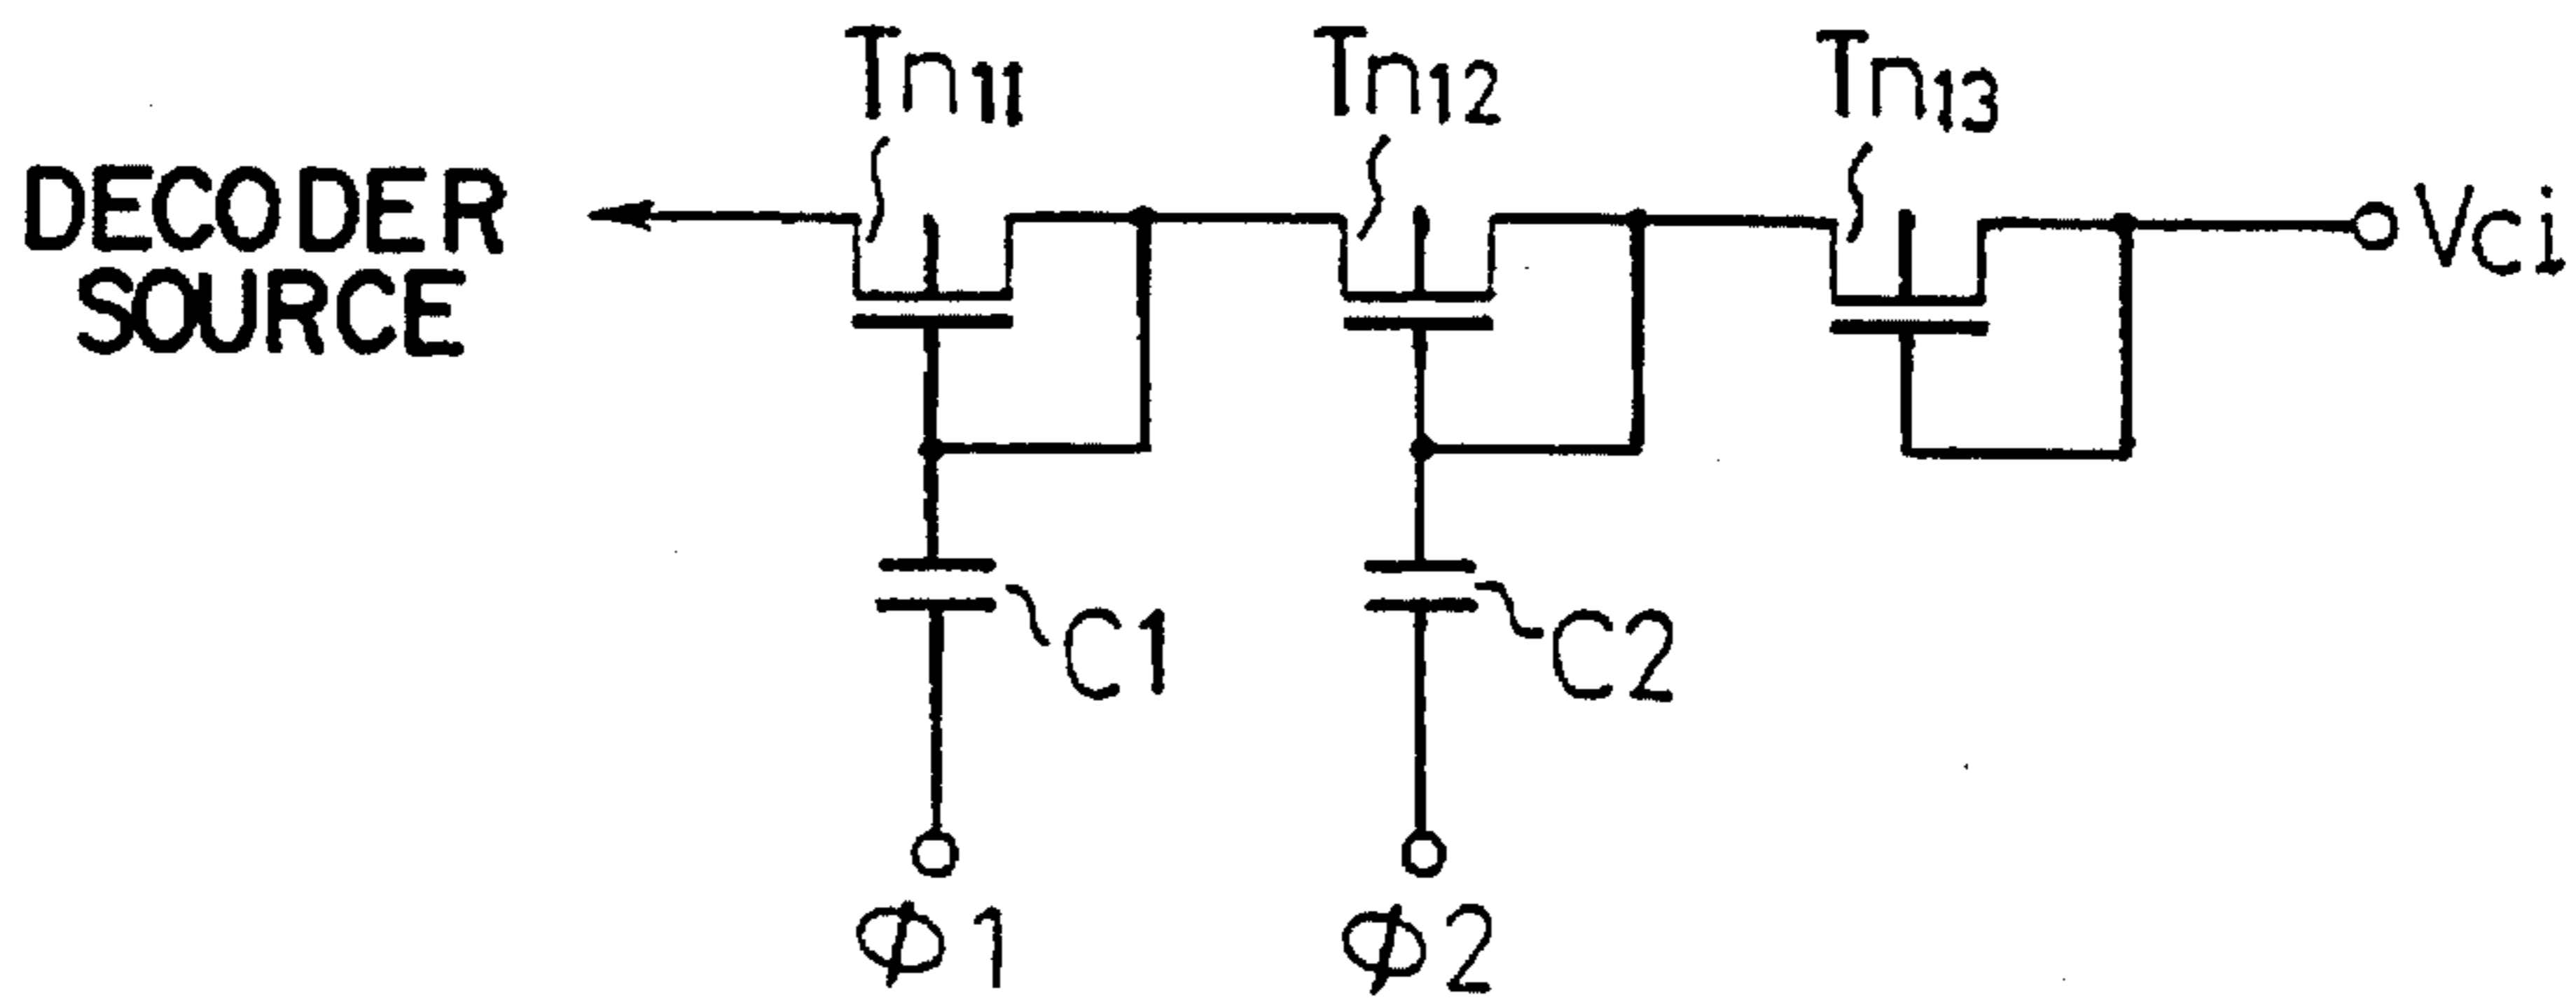 Tn11
Tn12
Tn13
DECODER
SOURCE
Vci
C1
C2
ϕ1
ϕ2